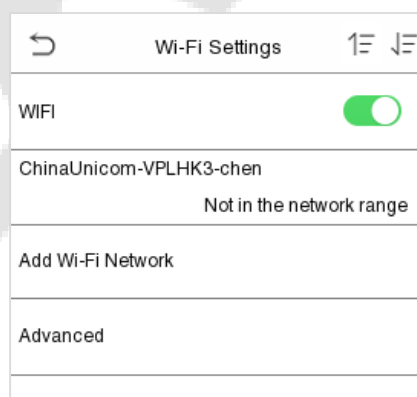 Wi-Fi Settings
WIFI
ChinaUnicom-VPLHK3-chen
Not in the network range
Add Wi-Fi Network
Advanced